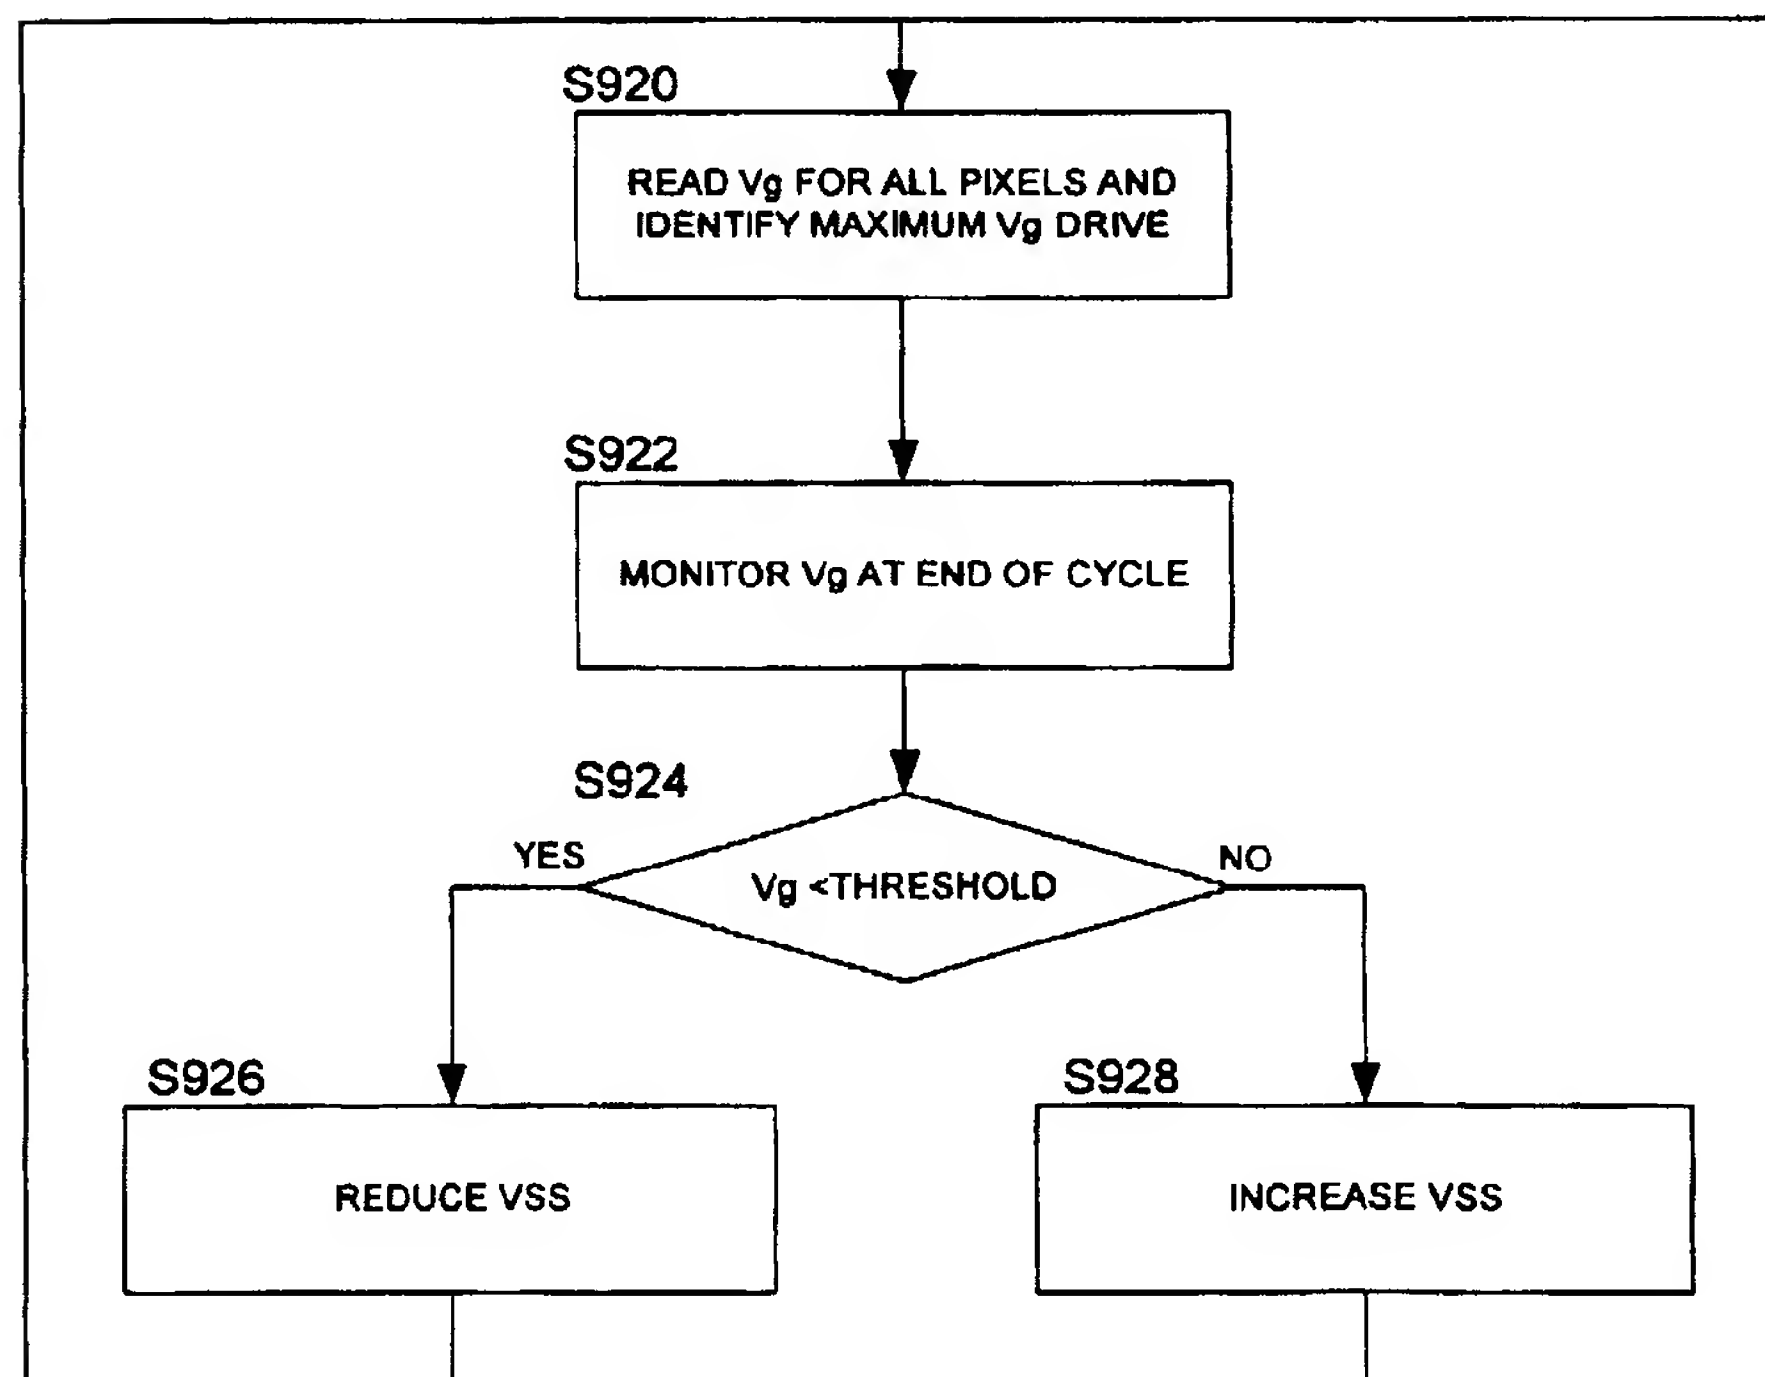 S920
READ Vg FOR ALL PIXELS AND
IDENTIFY MAXIMUM Vg DRIVE
S922
MONITOR Vg AT END OF CYCLE
S924
YES
NO
Vg <THRESHOLD
S926
S928
REDUCE VSS
INCREASE VSS